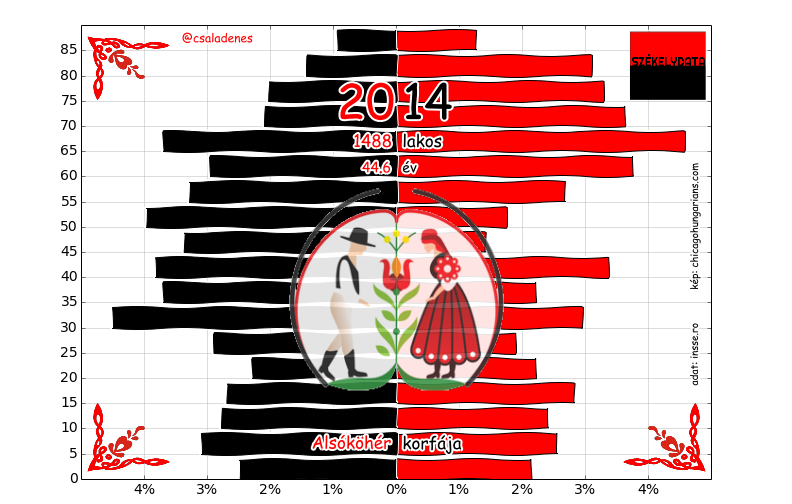 @csaladenes
SZÉKELYDATA
2014
1488 lakos
44.6 év
kép: chicagohungarians.com
adat: insse.ro
Alsóköhér korfája
85
80
75
70
65
60
55
50
45
40
35
30
25
20
15
10
5
0
4% 3% 2% 1% 0% 1% 2% 3% 4%